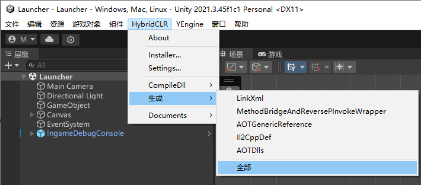 Launcher - Launcher - Windows, Mac, Linux - Unity 2021.3.45f1c1 Personal <DX11>
文件 编辑 资源 游戏对象 组件 HybridCLR YEngine 窗口 帮助
M
层级
All
Launcher
Main Camera
Directional Light
GameObject
Canvas
EventSystem
IngameDebugConsole
About
Installer...
Settings...
CompileDll
生成
Documents
场景 游戏
LinkXml
MethodBridgeAndReversePInvokeWrapper
AOTGenericReference
Il2CppDef
AOTDlls
全部